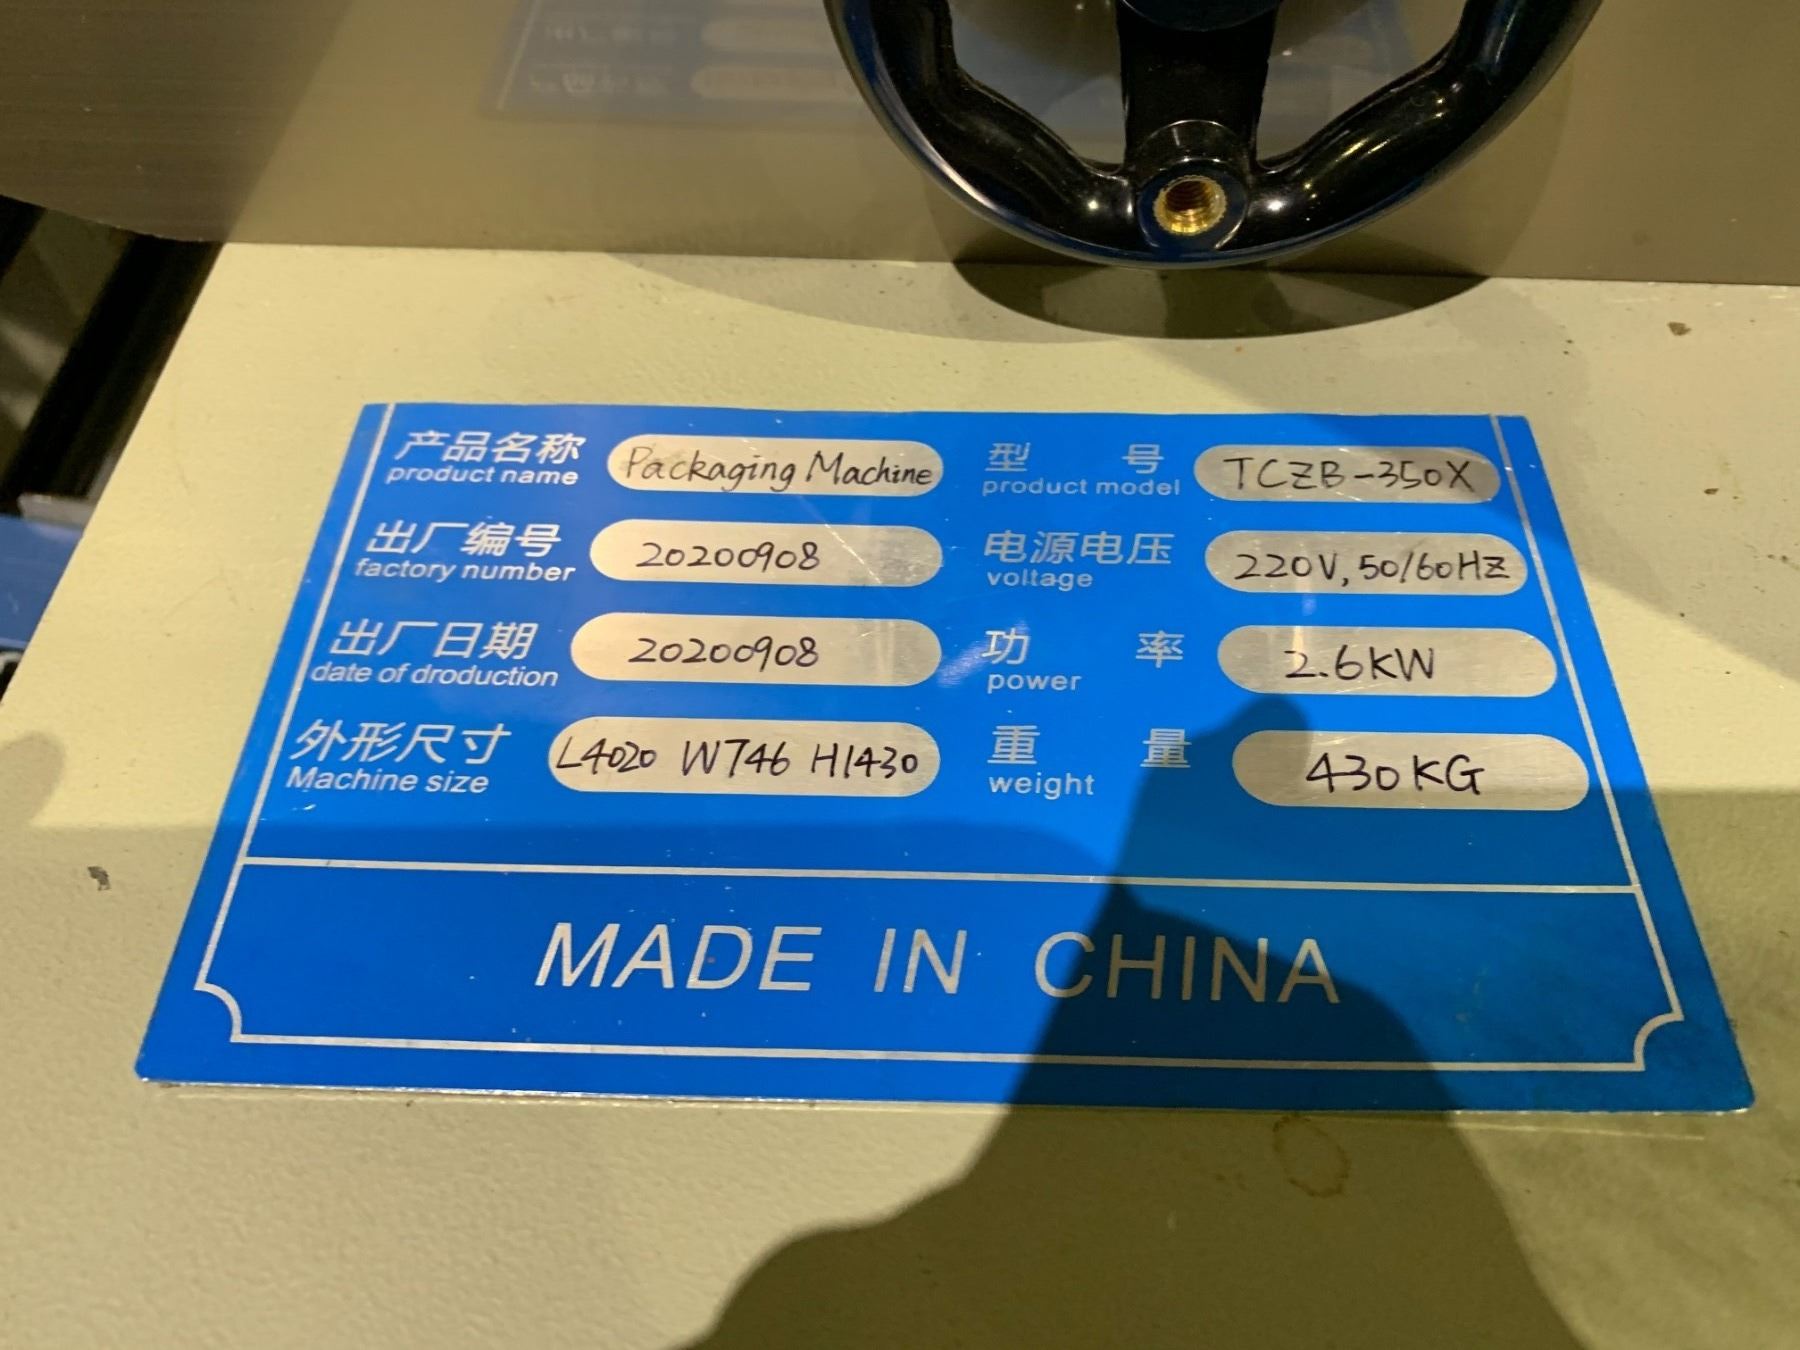 产品名称 Packaging Machine 型号 TCZB-350X
product name product model
出厂编号 20200908 电源电压 220V, 50/60HZ
factory number voltage
出厂日期 20200908 功率 2.6KW
date of droduction power
外形尺寸 L4020 W746 H1430 重量 430KG
Machine size weight
MADE IN CHINA